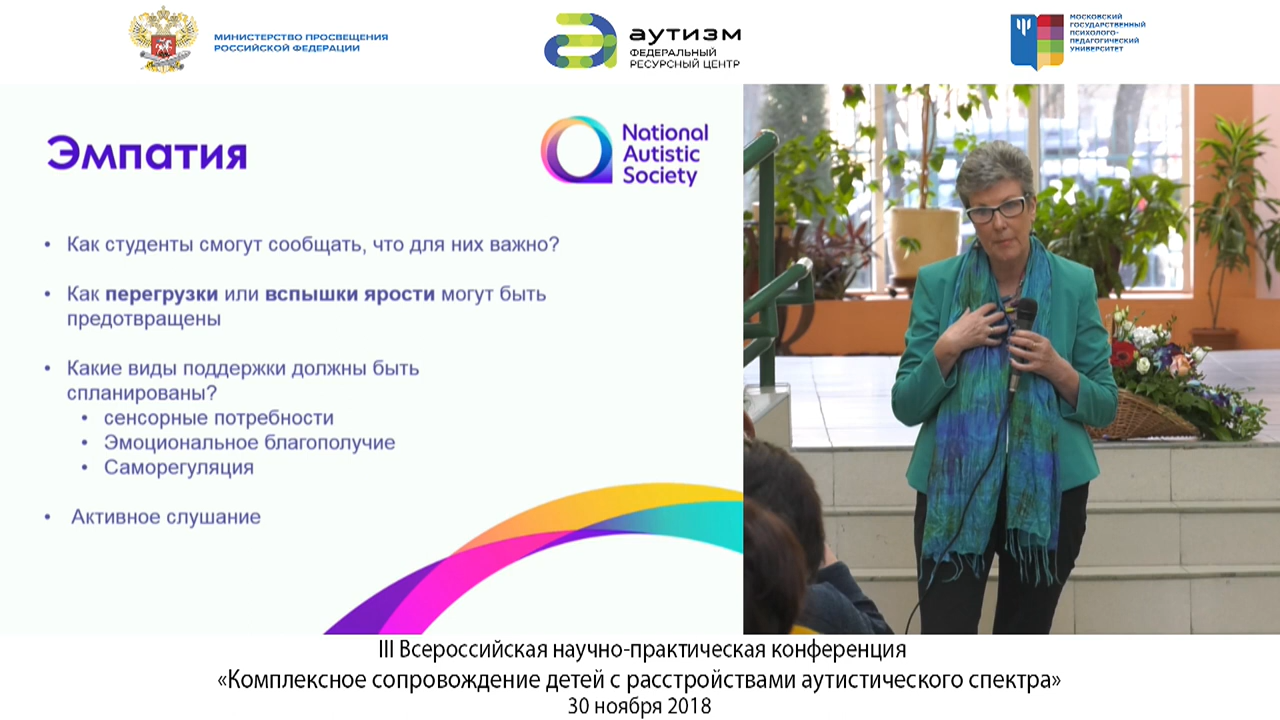 МИНИСТЕРСТВО ПРОСВЕЩЕНИЯ
РОССИЙСКОЙ ФЕДЕРАЦИИ
аутизм
ФЕДЕРАЛЬНЫЙ
РЕСУРСНЫЙ ЦЕНТР
МОСКОВСКИЙ
ГОСУДАРСТВЕННЫЙ
ПСИХОЛОГО-
ПЕДАГОГИЧЕСКИЙ
УНИВЕРСИТЕТ
Эмпатия
National
Autistic
Society
• Как студенты смогут сообщать, что для них важно?
• Как перегрузки или вспышки ярости могут быть
предотвращены
• Какие виды поддержки должны быть
спланированы?
• сенсорные потребности
• Эмоциональное благополучие
• Саморегуляция
• Активное слушание
III Всероссийская научно-практическая конференция
«Комплексное сопровождение детей с расстройствами аутистического спектра»
30 ноября 2018